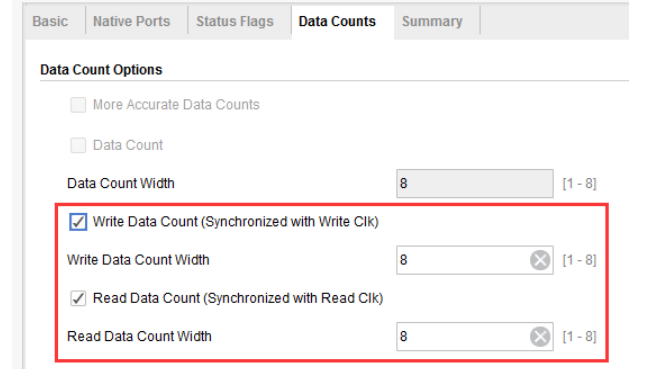 Basic Native Ports Status Flags Data Counts Summary
Data Count Options
More Accurate Data Counts
Data Count
Data Count Width 8 [1 - 8]
Write Data Count (Synchronized with Write Clk)
Write Data Count Width 8 [1 - 8]
Read Data Count (Synchronized with Read Clk)
Read Data Count Width 8 [1 - 8]